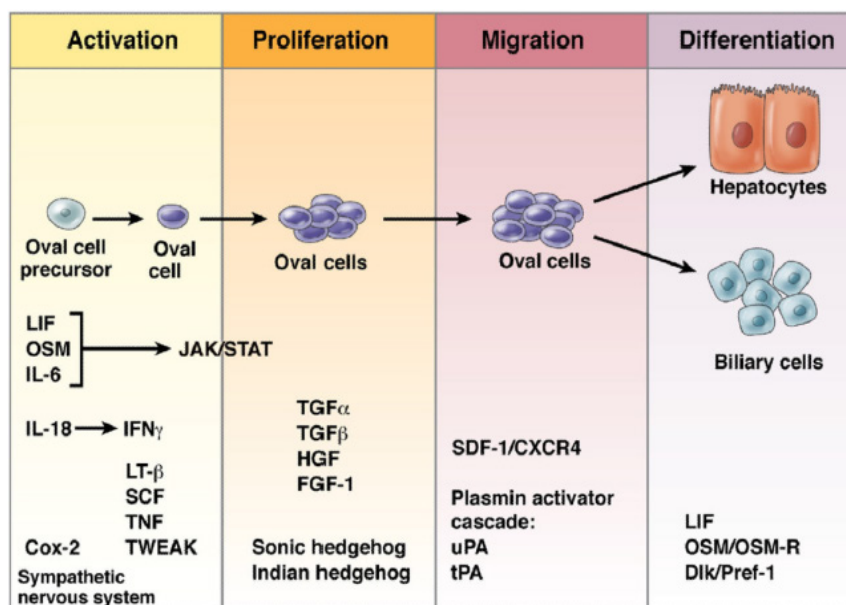 Activation
Proliferation
Migration
Differentiation
Oval cell
precursor
Oval
cell
Oval cells
Oval cells
Hepatocytes
Biliary cells
LIF
OSM
IL-6
JAK/STAT
IL-18
IFNγ
LT-β
SCF
TNF
Cox-2
TWEAK
Sympathetic
nervous system
TGFα
TGFβ
HGF
FGF-1
Sonic hedgehog
Indian hedgehog
SDF-1/CXCR4
Plasmin activator
cascade:
uPA
tPA
LIF
OSM/OSM-R
Dlk/Pref-1